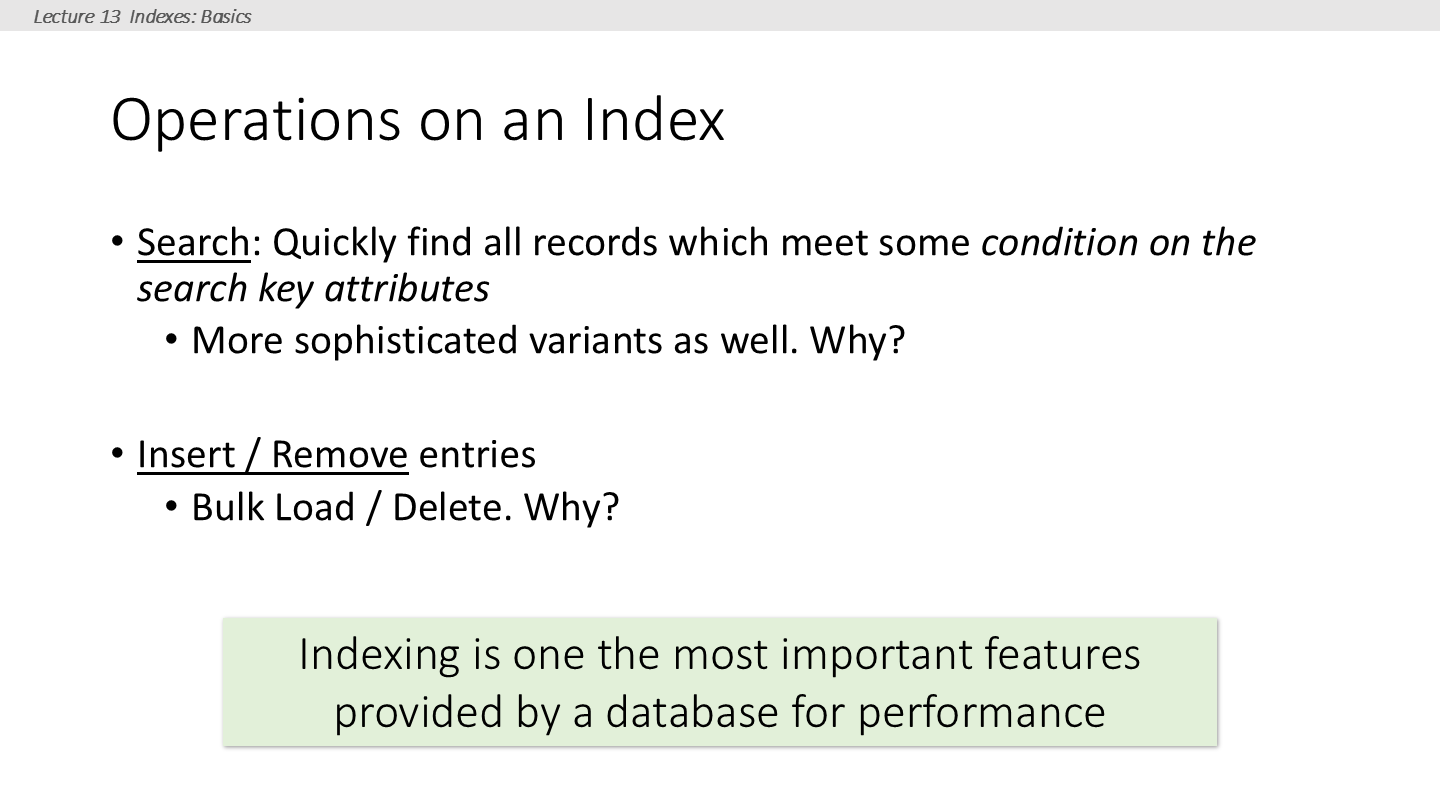 Lecture 13 Indexes: Basics
Operations on an Index
• Search: Quickly find all records which meet some condition on the
search key attributes
• More sophisticated variants as well. Why?
• Insert / Remove entries
• Bulk Load / Delete. Why?
Indexing is one the most important features
provided by a database for performance